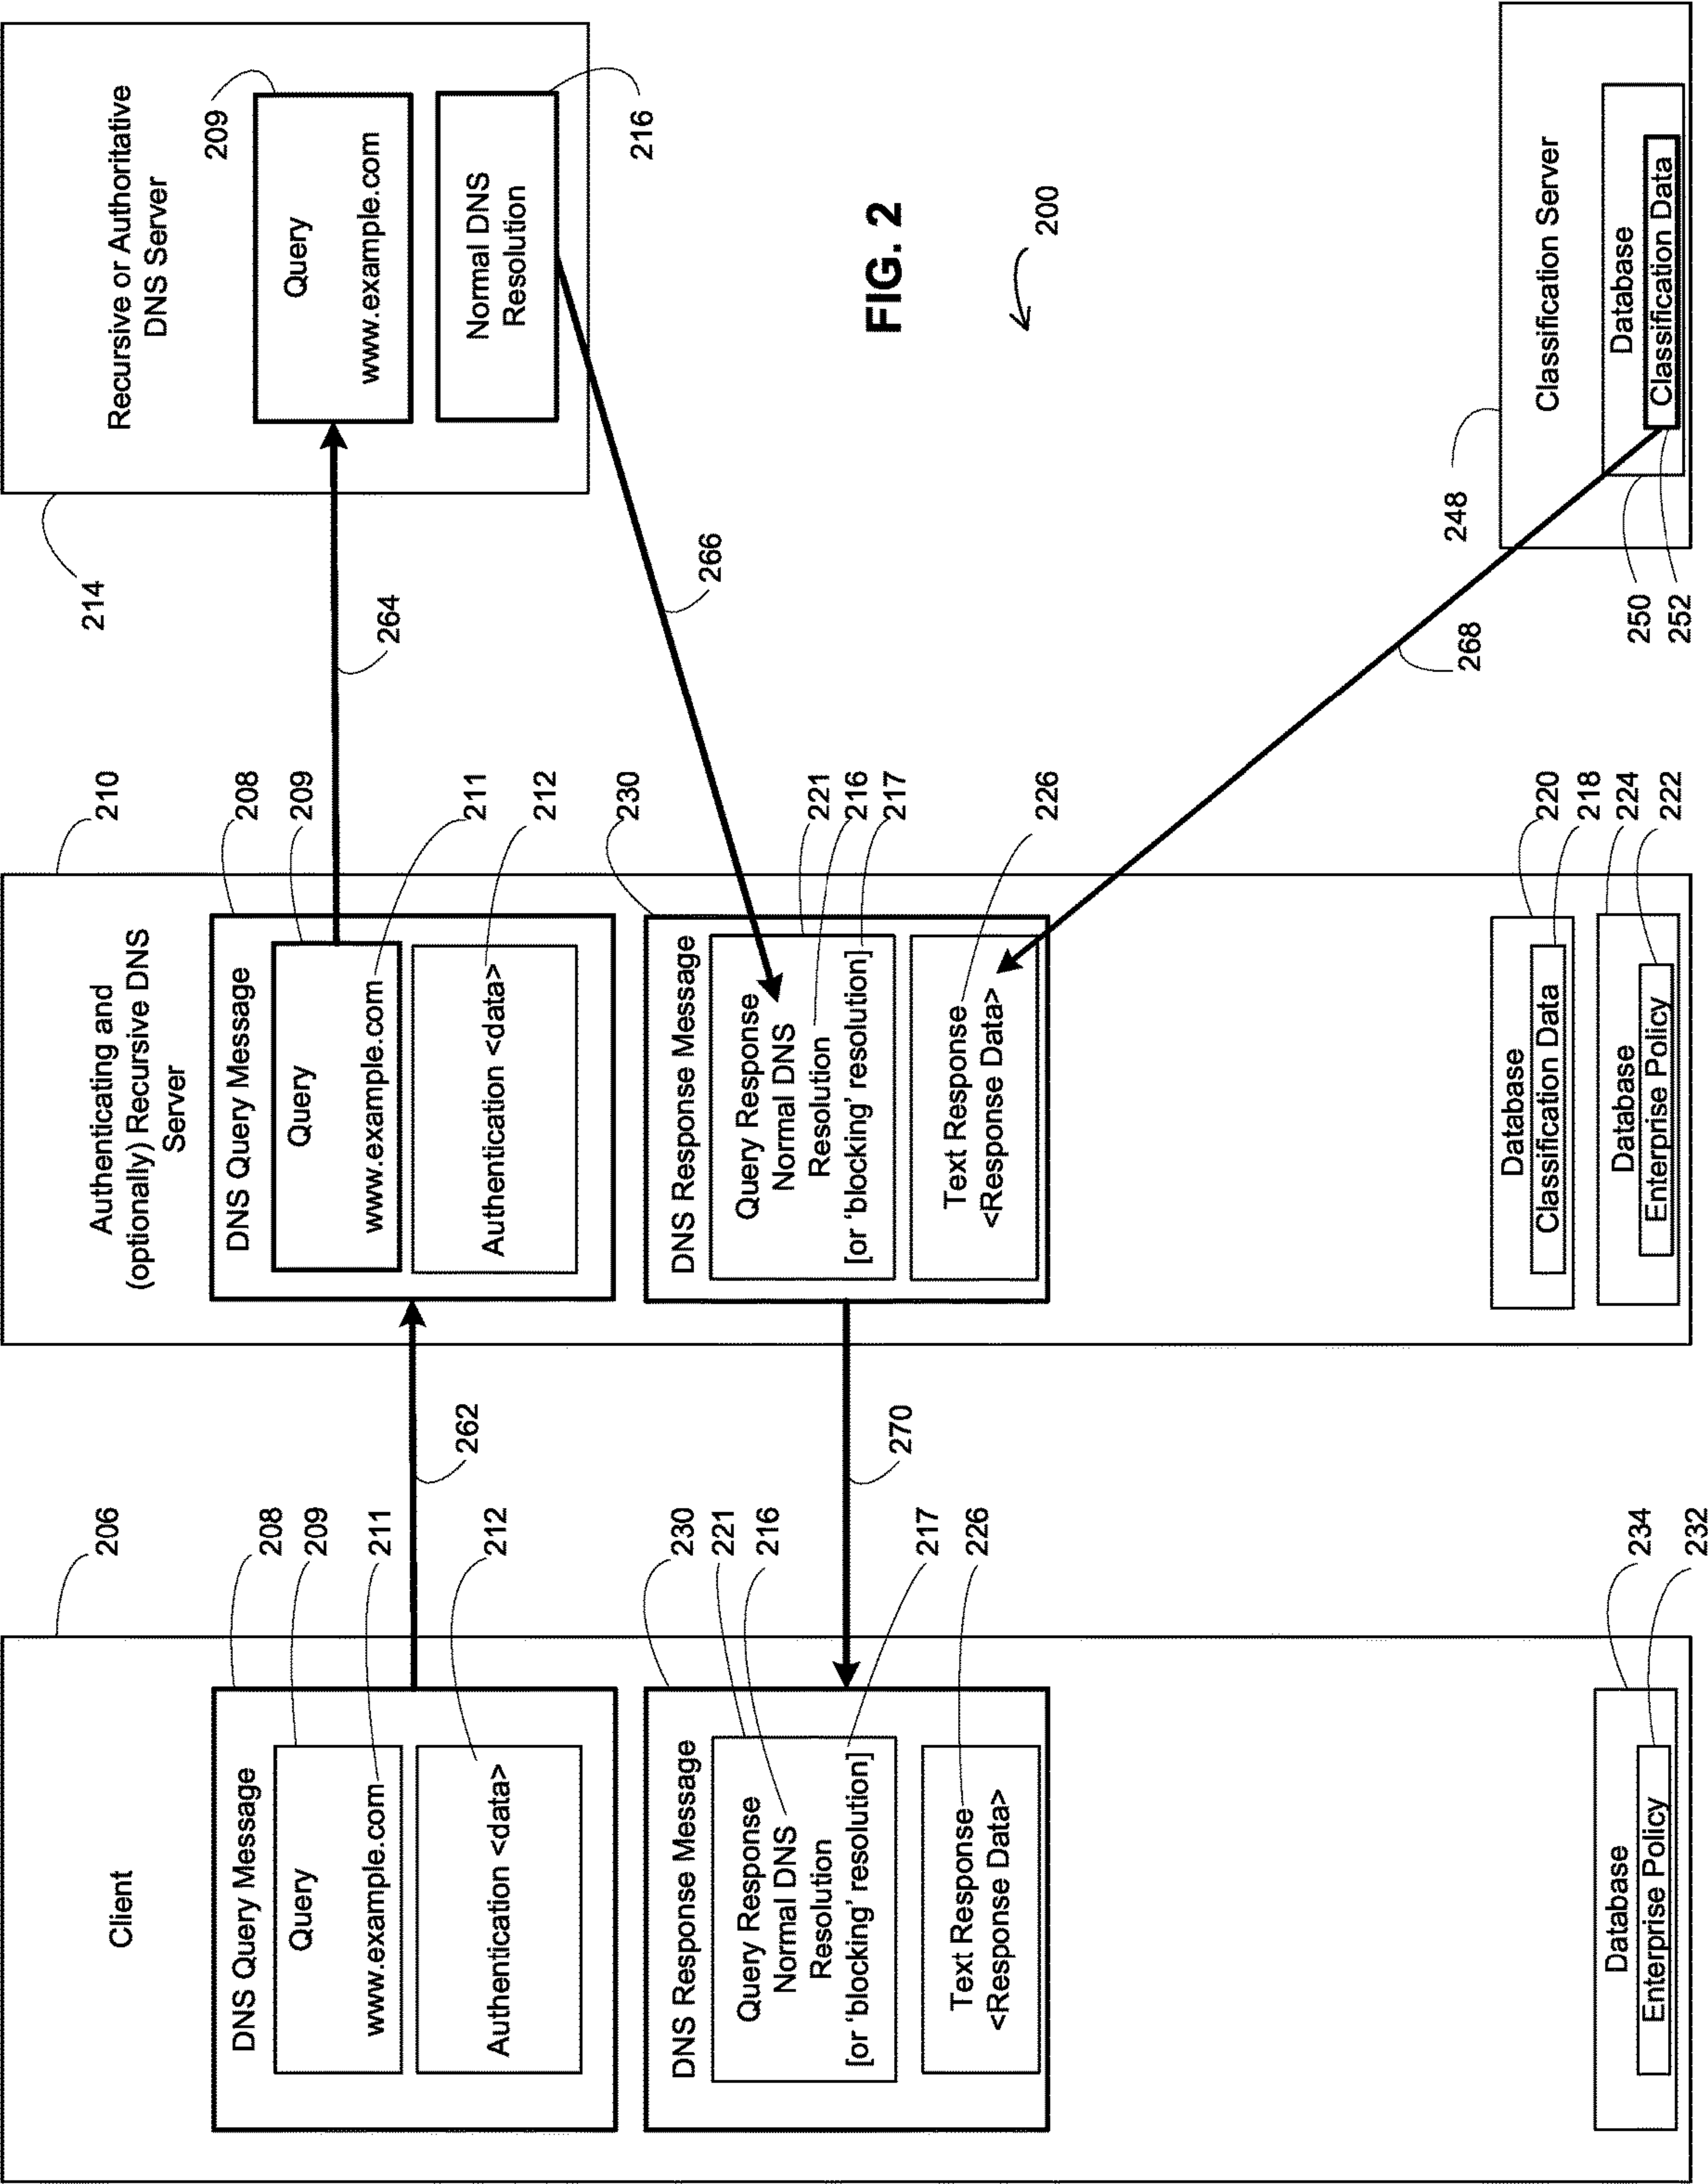 Client
206
DNS Query Message
208
Query
209
www.example.com
211
Authentication <data>
212
262
DNS Response Message
230
Query Response
221
Normal DNS
216
Resolution
[or 'blocking' resolution]
217
Text Response
226
<Response Data>
270
Database
234
Enterprise Policy
232
Authenticating and
(optionally) Recursive DNS
Server
210
DNS Query Message
208
Query
209
www.example.com
211
Authentication <data>
212
264
DNS Response Message
230
Query Response
221
Normal DNS
216
Resolution
[or 'blocking' resolution]
217
Text Response
226
<Response Data>
266
268
Database
220
Classification Data
218
Database
224
Enterprise Policy
222
Recursive or Authoritative
DNS Server
214
Query
209
www.example.com
Normal DNS
Resolution
216
FIG. 2
200
Classification Server
248
Database
250
Classification Data
252